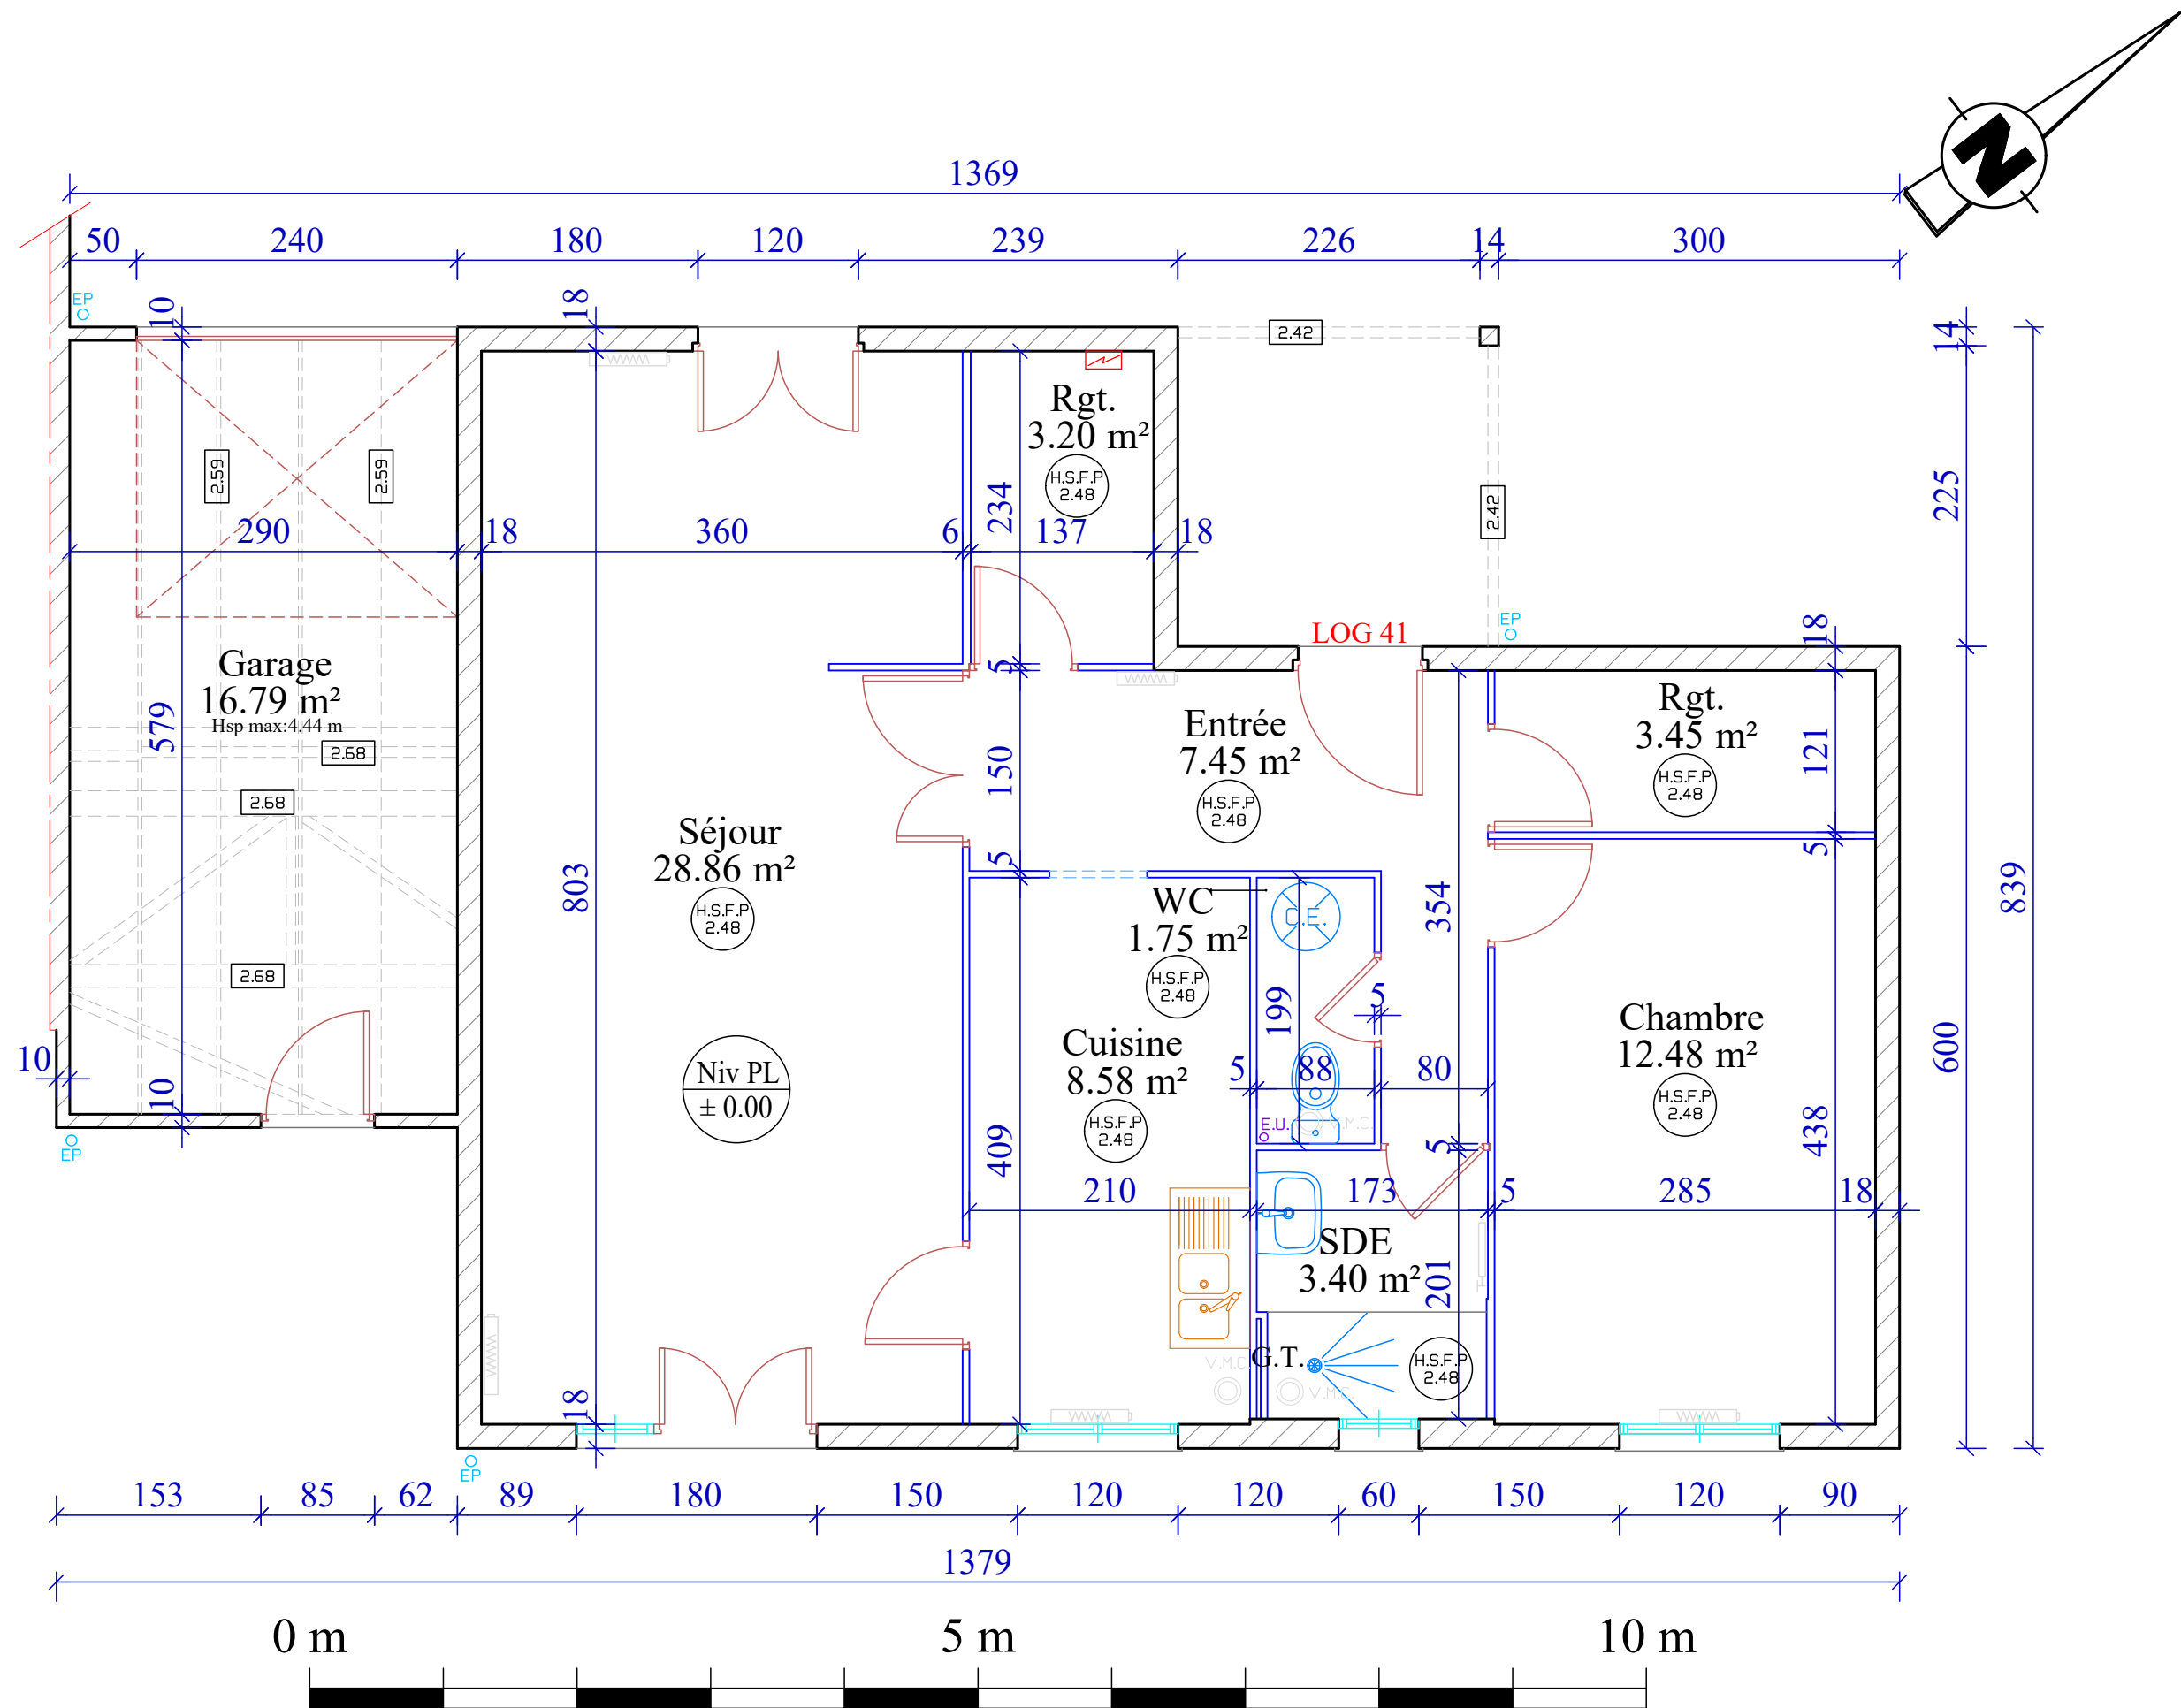 N
1369
50 240 180 120 239 226 14 300
EP
10
18
2.42
14
Rgt.
3.20 m²
H.S.F.P
2.48
2.59
2.59
234
2.42
225
290 18 360 6 137 18
LOG 41
EP
18
5
Garage
16.79 m²
Hsp max:4.44 m
579
2.68
2.68
2.68
Entrée
7.45 m²
H.S.F.P
2.48
150
Rgt.
3.45 m²
H.S.F.P
2.48
121
5
Séjour
28.86 m²
H.S.F.P
2.48
803
5
WC
1.75 m²
H.S.F.P
2.48
C.E.
354
839
199
5
Chambre
12.48 m²
H.S.F.P
2.48
600
438
Cuisine
8.58 m²
H.S.F.P
2.48
5 88 80
10
10
Niv PL
± 0.00
E.U.
V.M.C.
409
5
EP
210 173 5 285 18
SDE
3.40 m²
201
H.S.F.P
2.48
G.T.
V.M.C.
V.M.C.
18
EP
153 85 62 89 180 150 120 120 60 150 120 90
1379
0 m 5 m 10 m